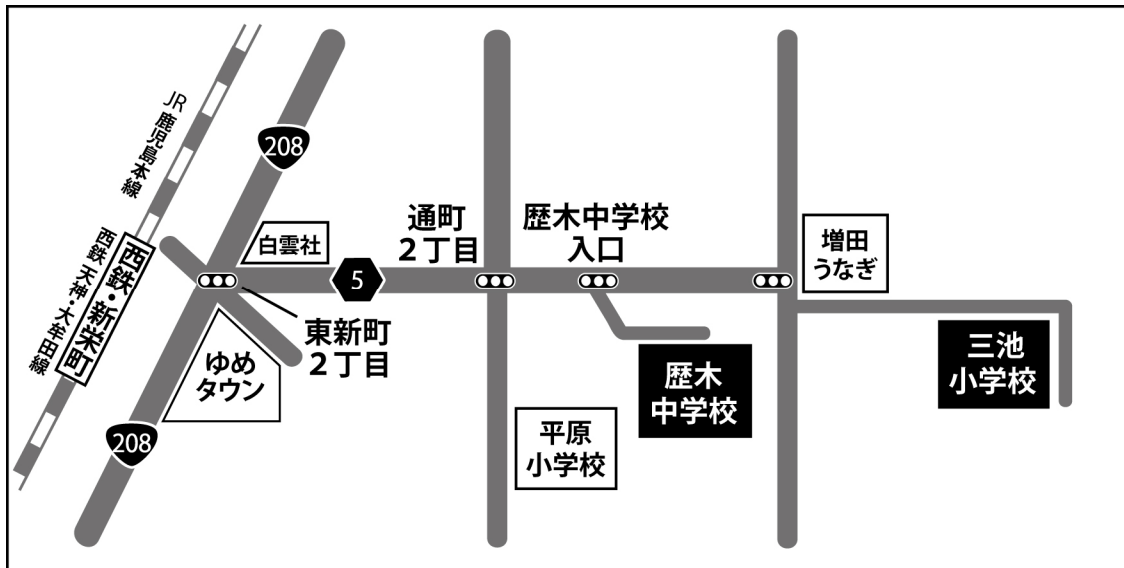 JR 鹿児島本線
西鉄 天神・大牟田線
西鉄・新栄町
208
白雲社
5
東新町
２丁目
ゆめ
タウン
208
通町
２丁目
歴木中学校
入口
平原
小学校
歴木
中学校
増田
うなぎ
三池
小学校